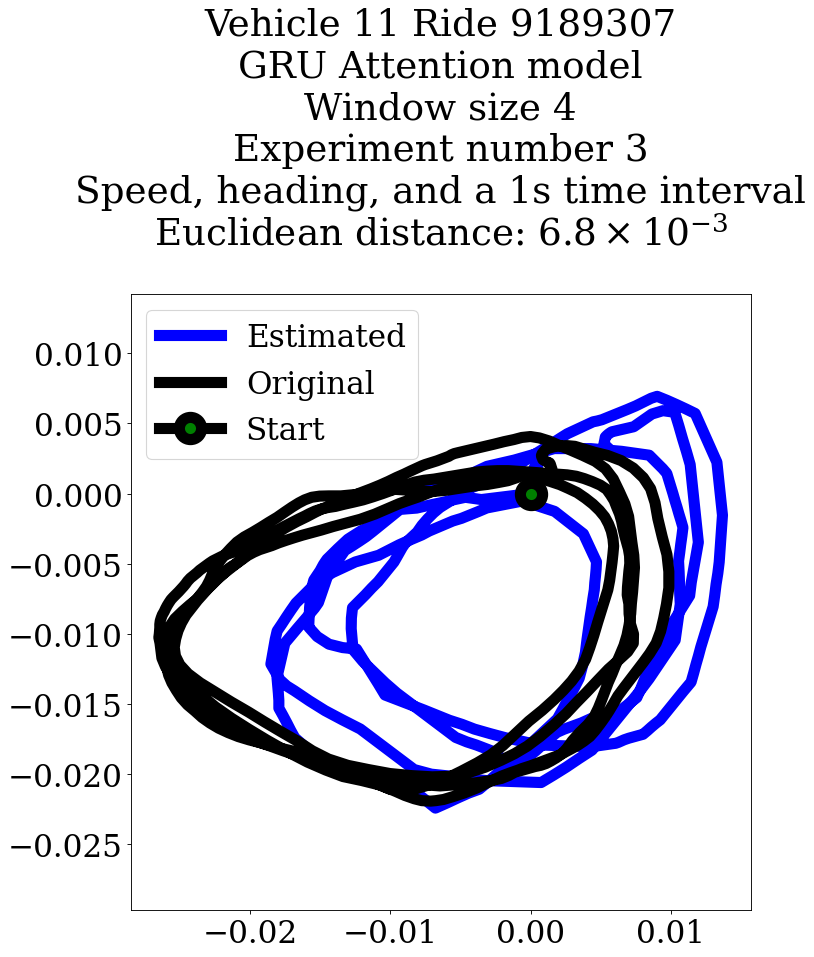 Vehicle 11 Ride 9189307
GRU Attention model
Window size 4
Experiment number 3
Speed, heading, and a 1s time interval
Euclidean distance: 6.8 × 10⁻³
Estimated
Original
Start
0.010
0.005
0.000
−0.005
−0.010
−0.015
−0.020
−0.025
−0.02 −0.01 0.00 0.01